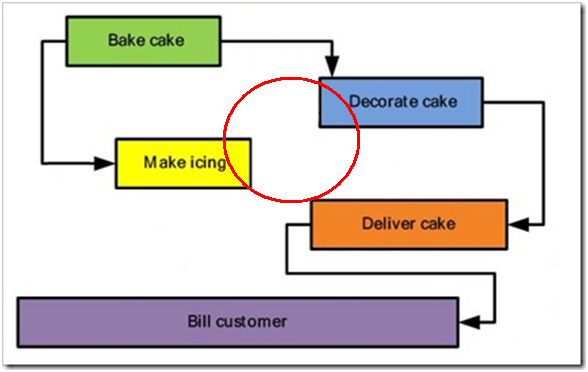 Bake cake
Decorate cake
Make icing
Deliver cake
Bill customer